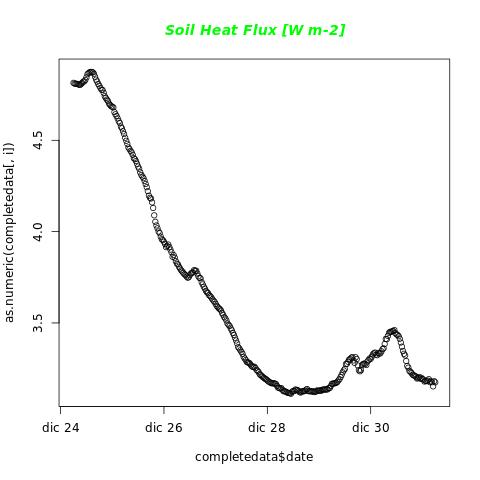 Soil Heat Flux [W m-2]
as.numeric(completedata[, i])
4.5
4.0
3.5
dic 24
dic 26
dic 28
dic 30
completedata$date